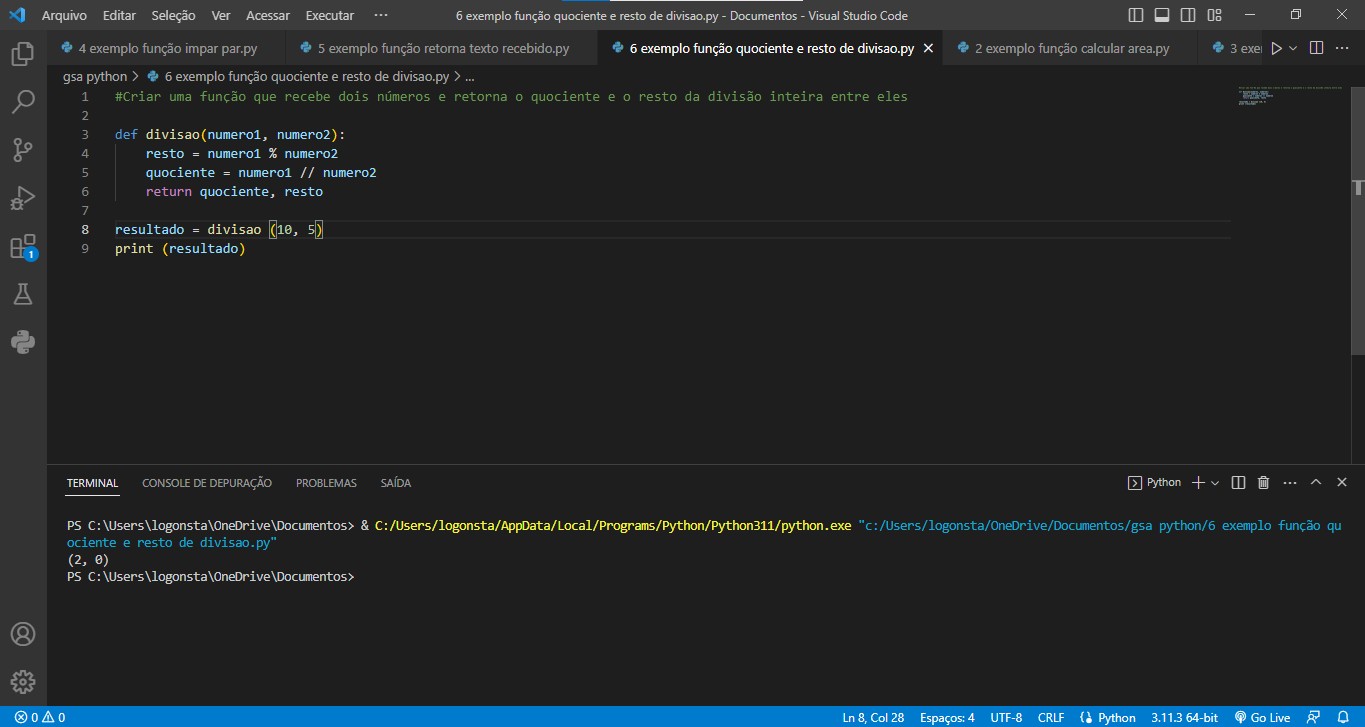 Arquivo Editar Seleção Ver Acessar Executar ··· 6 exemplo função quociente e resto de divisao.py - Documentos - Visual Studio Code
4 exemplo função impar par.py 5 exemplo função retorna texto recebido.py 6 exemplo função quociente e resto de divisao.py 2 exemplo função calcular area.py 3 exe
gsa python > 6 exemplo função quociente e resto de divisao.py > ...
1 #Criar uma função que recebe dois números e retorna o quociente e o resto da divisão inteira entre eles
2
3 def divisao(numero1, numero2):
4     resto = numero1 % numero2
5     quociente = numero1 // numero2
6     return quociente, resto
7
8 resultado = divisao (10, 5)
9 print (resultado)
1
TERMINAL CONSOLE DE DEPURAÇÃO PROBLEMAS SAÍDA Python
PS C:\Users\logonsta\OneDrive\Documentos> & C:/Users/logonsta/AppData/Local/Programs/Python/Python311/python.exe "c:/Users/logonsta/OneDrive/Documentos/gsa python/6 exemplo função qu
ociente e resto de divisao.py"
(2, 0)
PS C:\Users\logonsta\OneDrive\Documentos>
0 0 Ln 8, Col 28 Espaços: 4 UTF-8 CRLF Python 3.11.3 64-bit Go Live